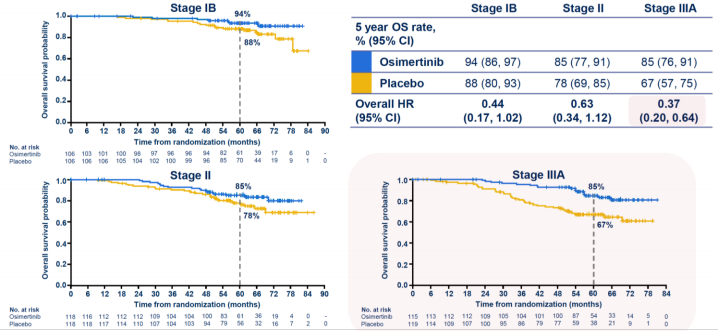 Stage IB
Overall survival probability
1.0
0.8
0.6
0.4
0.2
0.0
94%
88%
0 6 12 18 24 30 36 42 48 54 60 66 72 78 84 90
Time from randomization (months)
No. at risk
Osimertinib 106 103 101 100 98 97 96 96 94 82 61 39 17 6 0 -
Placebo 106 106 106 105 104 102 100 99 96 85 70 44 19 9 1 0
Stage IB Stage II Stage IIIA
5 year OS rate,
% (95% CI)
Osimertinib 94 (86, 97) 85 (77, 91) 85 (76, 91)
Placebo 88 (80, 93) 78 (69, 85) 67 (57, 75)
Overall HR 0.44 0.63 0.37
(95% CI) (0.17, 1.02) (0.34, 1.12) (0.20, 0.64)
Stage II
Overall survival probability
1.0
0.8
0.6
0.4
0.2
0.0
85%
78%
0 6 12 18 24 30 36 42 48 54 60 66 72 78 84 90
Time from randomization (months)
No. at risk
Osimertinib 118 116 112 112 112 109 104 104 100 83 61 36 19 4 0 -
Placebo 118 118 117 114 110 107 104 103 94 79 56 32 16 7 2 0
Stage IIIA
Overall survival probability
1.0
0.8
0.6
0.4
0.2
0.0
85%
67%
0 6 12 18 24 30 36 42 48 54 60 66 72 78 84
Time from randomization (months)
No. at risk
Osimertinib 115 113 112 112 109 105 104 101 100 87 54 33 14 5 0
Placebo 119 114 109 107 100 95 86 79 77 59 38 21 9 1 0